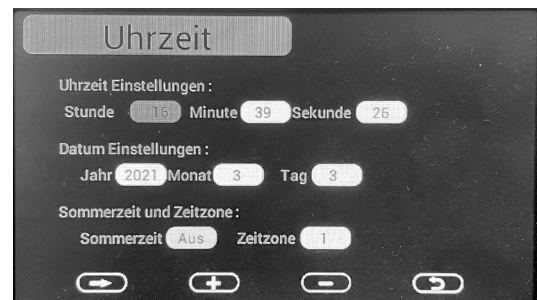 Uhrzeit
Uhrzeit Einstellungen :
Stunde 16 Minute 39 Sekunde 26
Datum Einstellungen :
Jahr 2021 Monat 3 Tag 3
Sommerzeit und Zeitzone :
Sommerzeit Aus Zeitzone 1